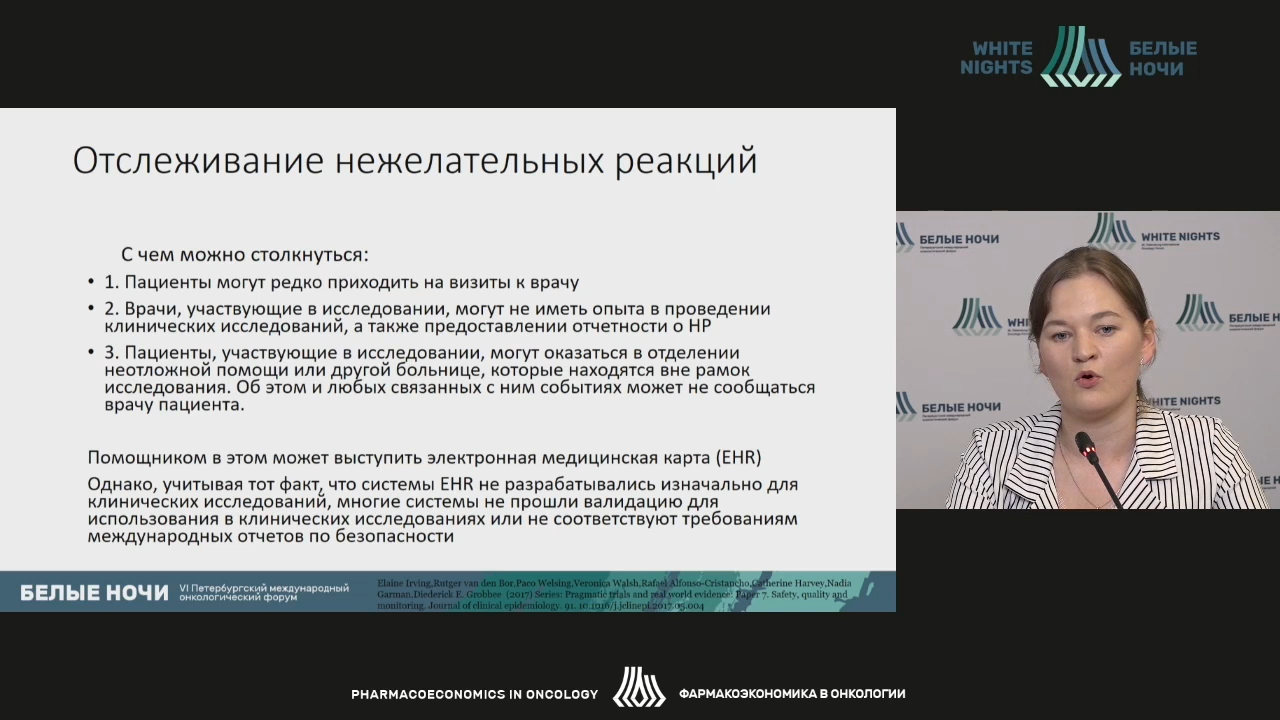 WHITE
NIGHTS
БЕЛЫЕ
НОЧИ
Отслеживание нежелательных реакций
С чем можно столкнуться:
• 1. Пациенты могут редко приходить на визиты к врачу
• 2. Врачи, участвующие в исследовании, могут не иметь опыта в проведении
клинических исследований, а также предоставлении отчетности о НР
• 3. Пациенты, участвующие в исследовании, могут оказаться в отделении
неотложной помощи или другой больнице, которые находятся вне рамок
исследования. Об этом и любых связанных с ним событиях может не сообщаться
врачу пациента.
Помощником в этом может выступить электронная медицинская карта (EHR)
Однако, учитывая тот факт, что системы EHR не разрабатывались изначально для
клинических исследований, многие системы не прошли валидацию для
использования в клинических исследованиях или не соответствуют требованиям
международных отчетов по безопасности
БЕЛЫЕ НОЧИ
VI Петербургский международный
онкологический форум
Elaine Irving,Rutger van den Bor,Paco Welsing,Veronica Walsh,Rafael Alfonso-Cristancho,Catherine Harvey,Nadia
Garman,Diederick E. Grobbee (2017) Series: Pragmatic trials and real world evidence: Paper 7. Safety, quality and
monitoring. Journal of clinical epidemiology. 91. 10.1016/j.jclinepi.2017.05.004
БЕЛЫЕ НОЧИ
WHITE NIGHTS
WHI
БЕЛЫЕ Н
БЕЛЫЕ НОЧИ
WHITE NIGHTS
PHARMACOECONOMICS IN ONCOLOGY
ФАРМАКОЭКОНОМИКА В ОНКОЛОГИИ